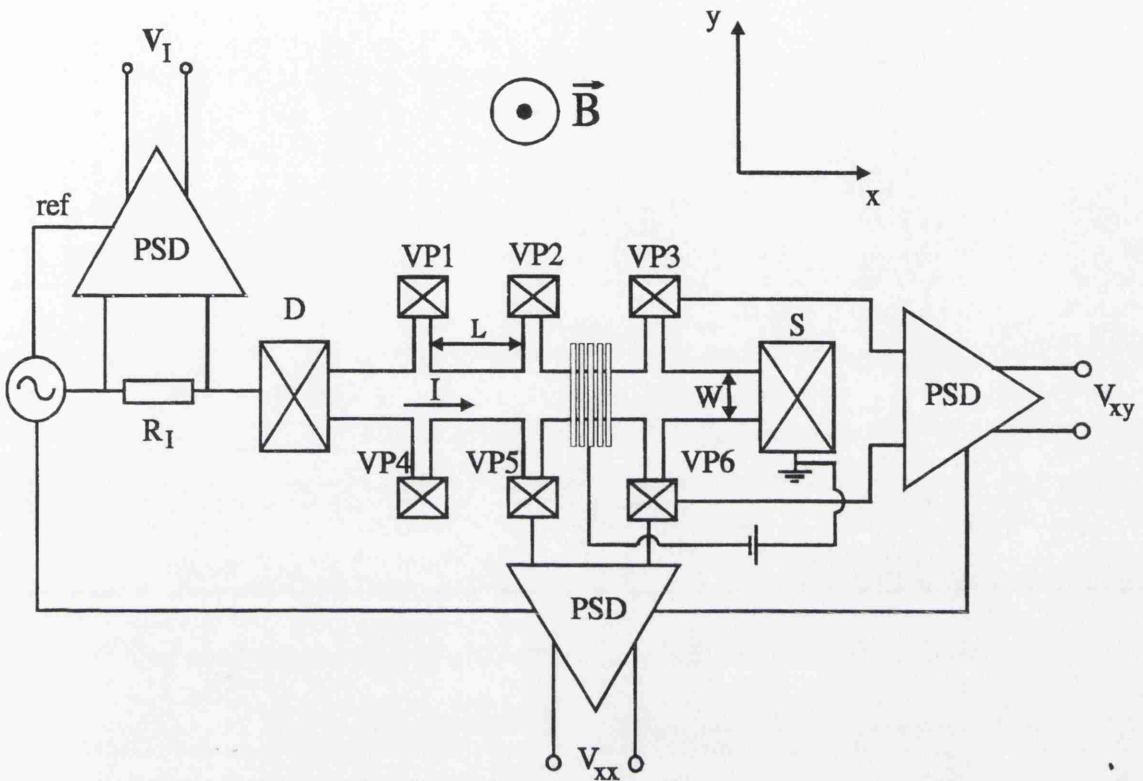 V_I
y
B
x
ref
PSD
VP1
VP2
VP3
D
L
S
I
W
PSD
V_xy
R_I
VP4
VP5
VP6
PSD
V_xx